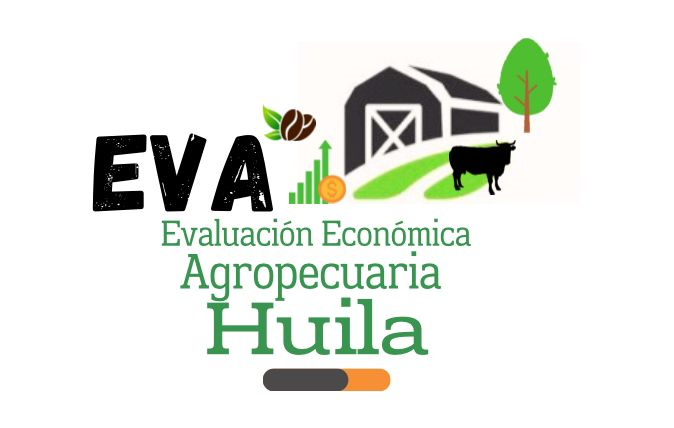 EVA
$
Evaluación Económica
Agropecuaria
Huila